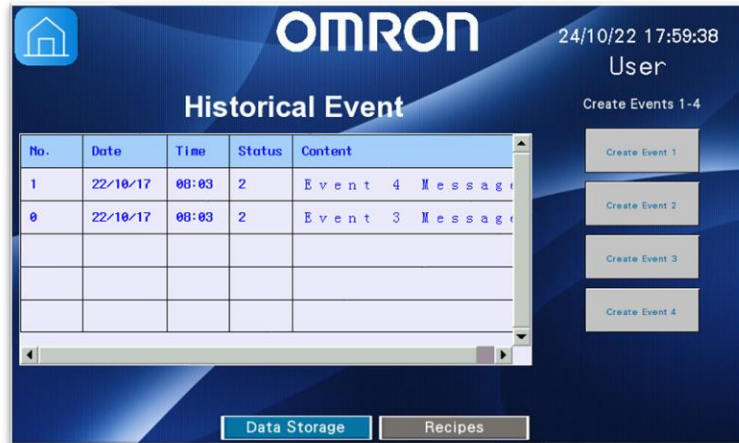 OMRON
24/10/22 17:59:38
User
Historical Event
Create Events 1-4
No. Date Time Status Content
1 22/10/17 08:03 2 Event 4 Message
0 22/10/17 08:03 2 Event 3 Message
Create Event 1
Create Event 2
Create Event 3
Create Event 4
Data Storage Recipes